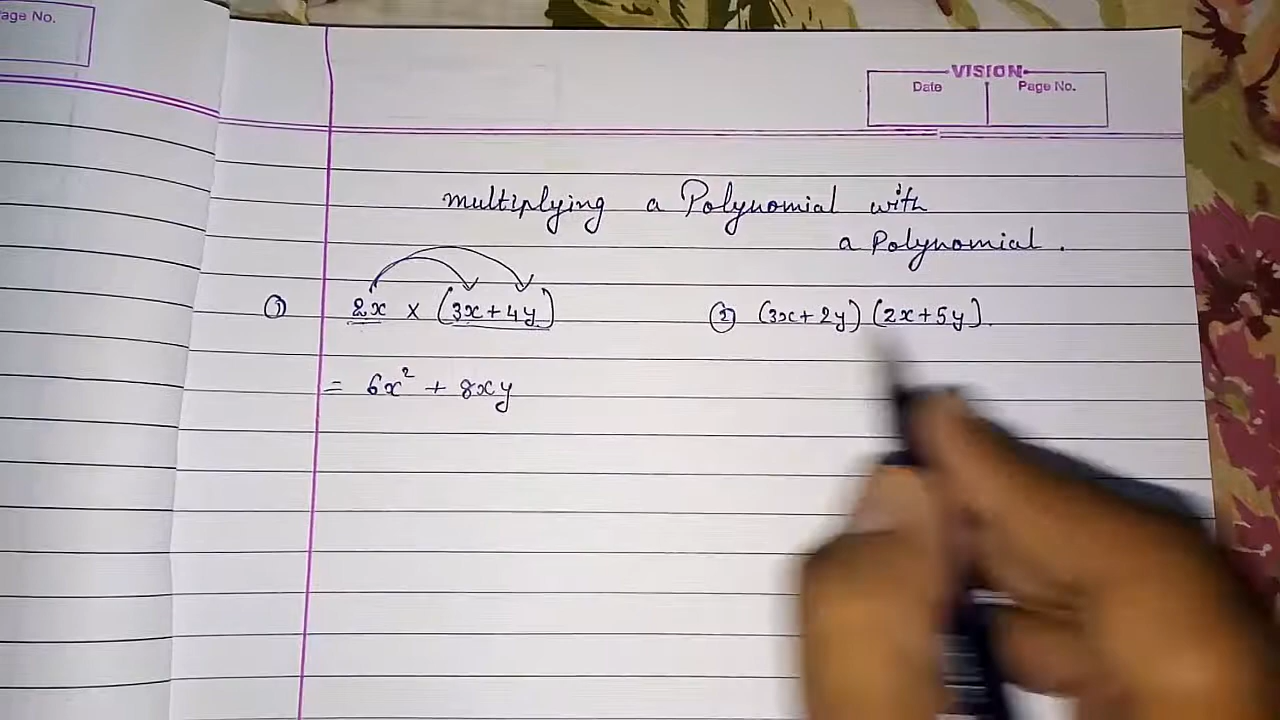 age No.
VISION
Date Page No.
multiplying a Polynomial with
a Polynomial.
① 2x × (3x+4y)
= 6x² + 8xy
② (3x+2y)(2x+5y).